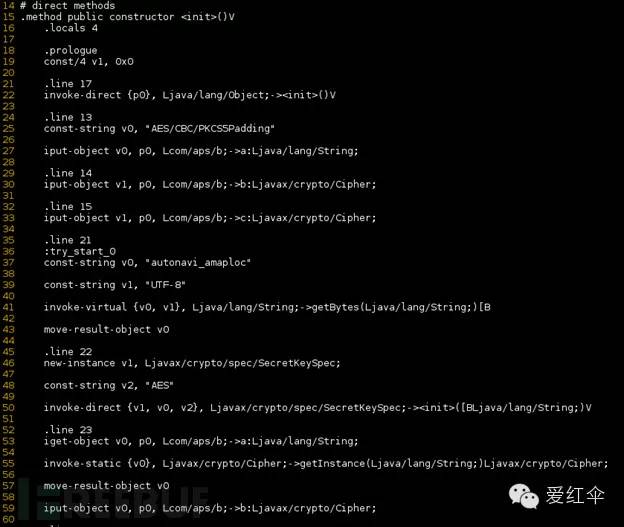 14 # direct methods
15 .method public constructor <init>()V
16 .locals 4
17
18 .prologue
19 const/4 v1, 0x0
20
21 .line 17
22 invoke-direct {p0}, Ljava/lang/Object;-><init>()V
23
24 .line 13
25 const-string v0, "AES/CBC/PKCS5Padding"
26
27 iput-object v0, p0, Lcom/aps/b;->a:Ljava/lang/String;
28
29 .line 14
30 iput-object v1, p0, Lcom/aps/b;->b:Ljavax/crypto/Cipher;
31
32 .line 15
33 iput-object v1, p0, Lcom/aps/b;->c:Ljavax/crypto/Cipher;
34
35 .line 21
36 :try_start_0
37 const-string v0, "autonavi_amaploc"
38
39 const-string v1, "UTF-8"
40
41 invoke-virtual {v0, v1}, Ljava/lang/String;->getBytes(Ljava/lang/String;)[B
42
43 move-result-object v0
44
45 .line 22
46 new-instance v1, Ljavax/crypto/spec/SecretKeySpec;
47
48 const-string v2, "AES"
49
50 invoke-direct {v1, v0, v2}, Ljavax/crypto/spec/SecretKeySpec;-><init>([BLjava/lang/String;)V
51
52 .line 23
53 iget-object v0, p0, Lcom/aps/b;->a:Ljava/lang/String;
54
55 invoke-static {v0}, Ljavax/crypto/Cipher;->getInstance(Ljava/lang/String;)Ljavax/crypto/Cipher;
56
57 move-result-object v0
58
59 iput-object v0, p0, Lcom/aps/b;->b:Ljavax/crypto/Cipher;
60
REEBUF
爱红伞